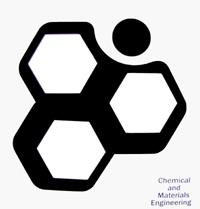 Chemical
and
Materials
Engineering